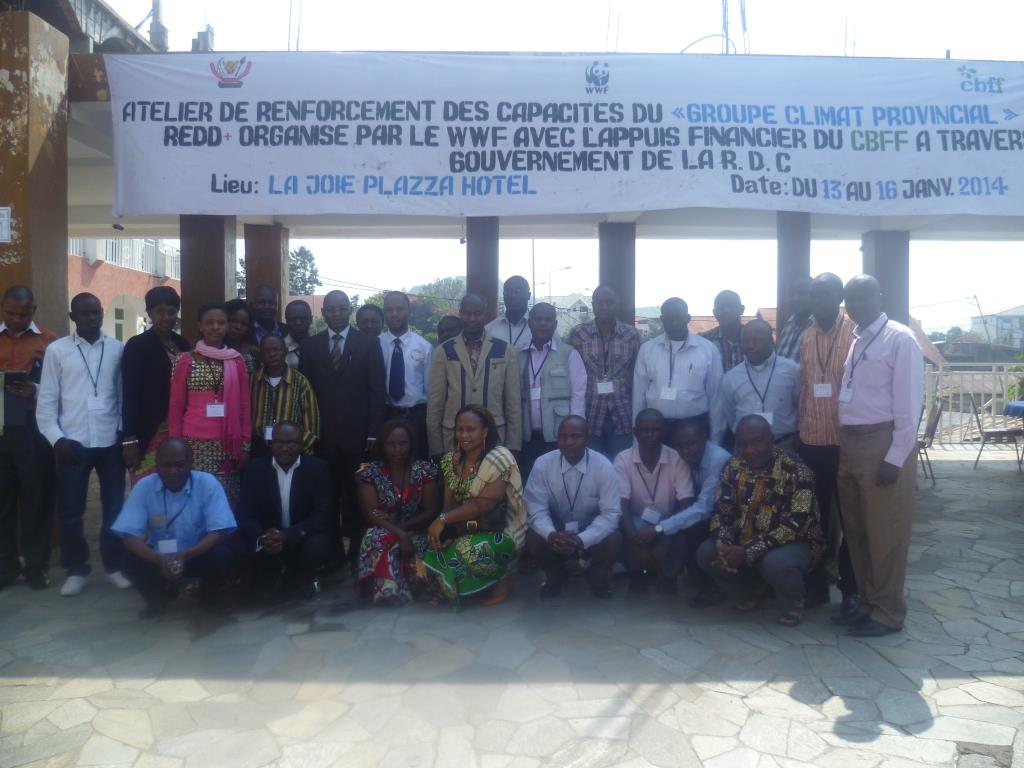 WWF
cbff
ATELIER DE RENFORCEMENT DES CAPACITES DU «GROUPE CLIMAT PROVINCIAL»
REDD+ ORGANISE PAR LE WWF AVEC L'APPUIS FINANCIER DU CBFF A TRAVERS
GOUVERNEMENT DE LA R.D.C
Lieu: LA JOIE PLAZZA HOTEL Date: DU 13 AU 16 JANV. 2014